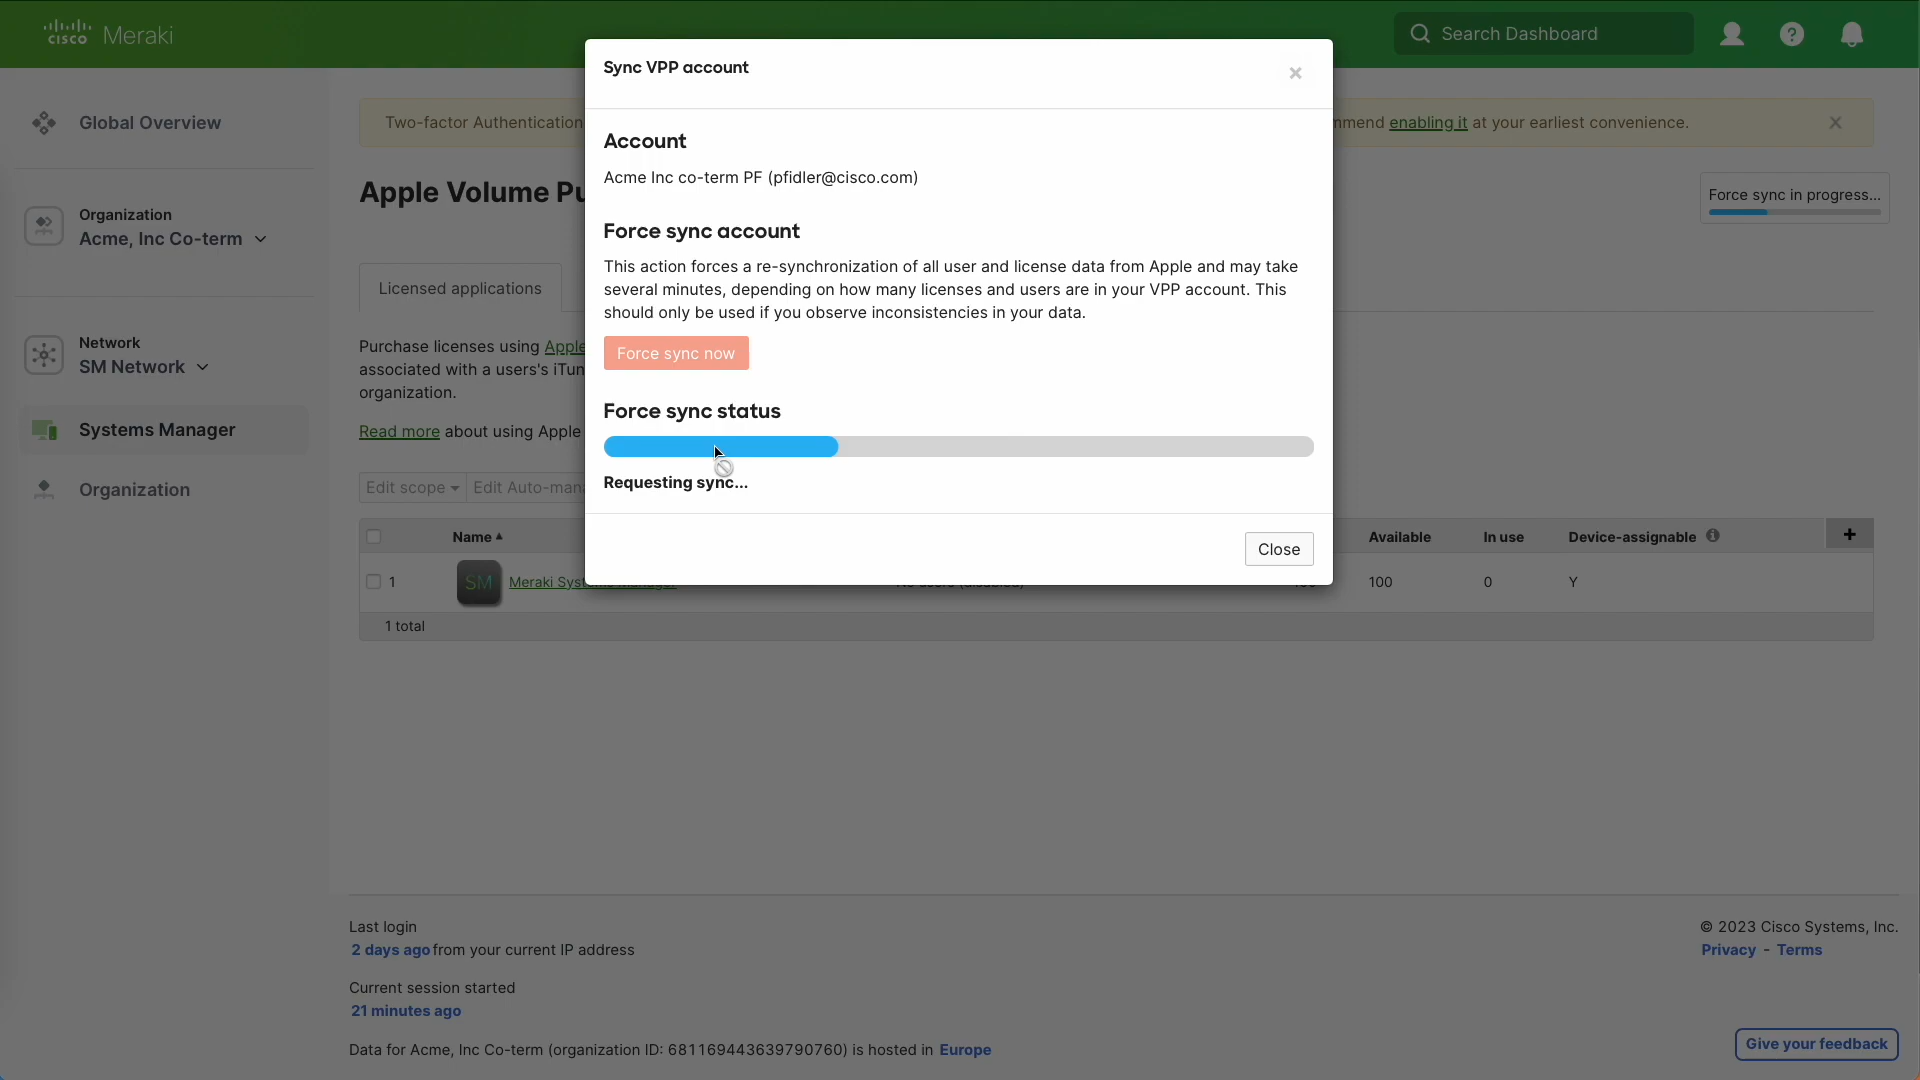 CISCO Meraki
Search Dashboard
Sync VPP account
Global Overview
Two-factor Authentication
enabling it at your earliest convenience.
Account
Acme Inc co-term PF (pfidler@cisco.com)
Apple Volume
Force sync in progress...
Organization
Acme, Inc Co-term
Force sync account
This action forces a re-synchronization of all user and license data from Apple and may take
several minutes, depending on how many licenses and users are in your VPP account. This
should only be used if you observe inconsistencies in your data.
Licensed applications
Network
SM Network
Purchase licenses using Apple
associated with a users's
organization.
Force sync now
Force sync status
Systems Manager
Read more about using Apple
Requesting sync...
Organization
Edit scope
Edit
Close
Name
Available
In use
Device-assignable
+
1
SM
Meraki Systems Manager
100
0
Y
1 total
Last login
2 days ago from your current IP address
© 2023 Cisco Systems, Inc.
Privacy - Terms
Current session started
21 minutes ago
Give your feedback
Data for Acme, Inc Co-term (organization ID: 681169443639790760) is hosted in Europe